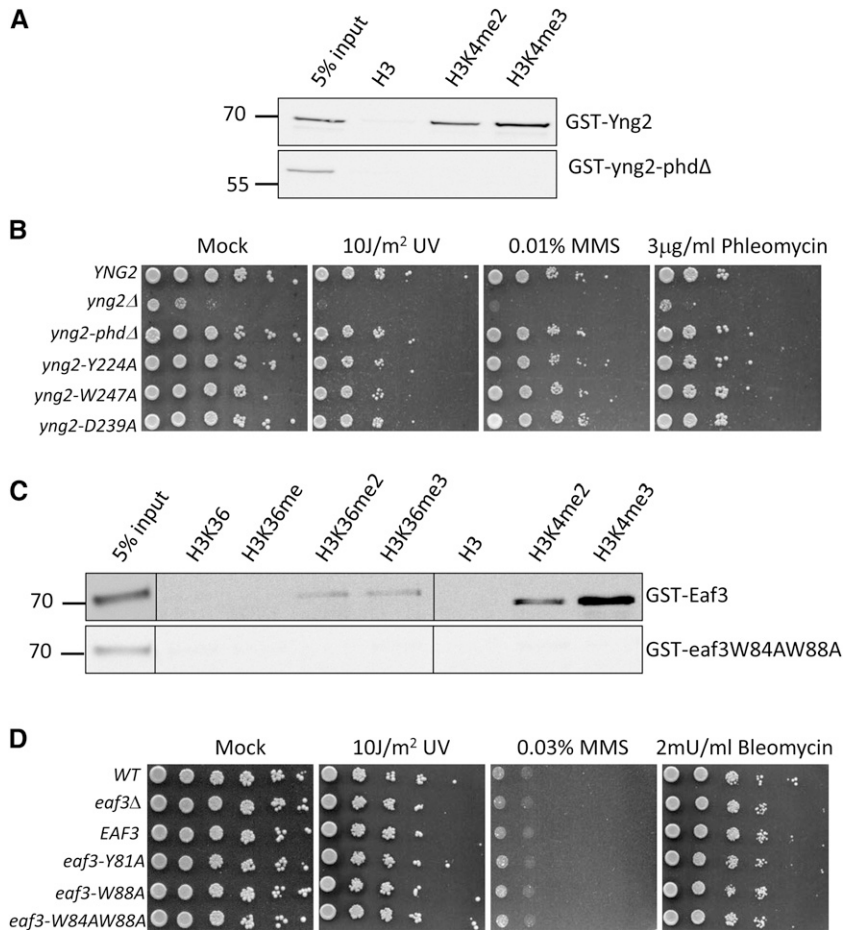 A
5% input
H3
H3K4me2
H3K4me3
70
GST-Yng2
55
GST-yng2-phdΔ
B
Mock
10J/m² UV
0.01% MMS
3µg/ml Phleomycin
YNG2
yng2Δ
yng2-phdΔ
yng2-Y224A
yng2-W247A
yng2-D239A
C
5% input
H3K36
H3K36me
H3K36me2
H3K36me3
H3
H3K4me2
H3K4me3
70
GST-Eaf3
70
GST-eaf3W84AW88A
D
Mock
10J/m² UV
0.03% MMS
2mU/ml Bleomycin
WT
eaf3Δ
EAF3
eaf3-Y81A
eaf3-W88A
eaf3-W84AW88A